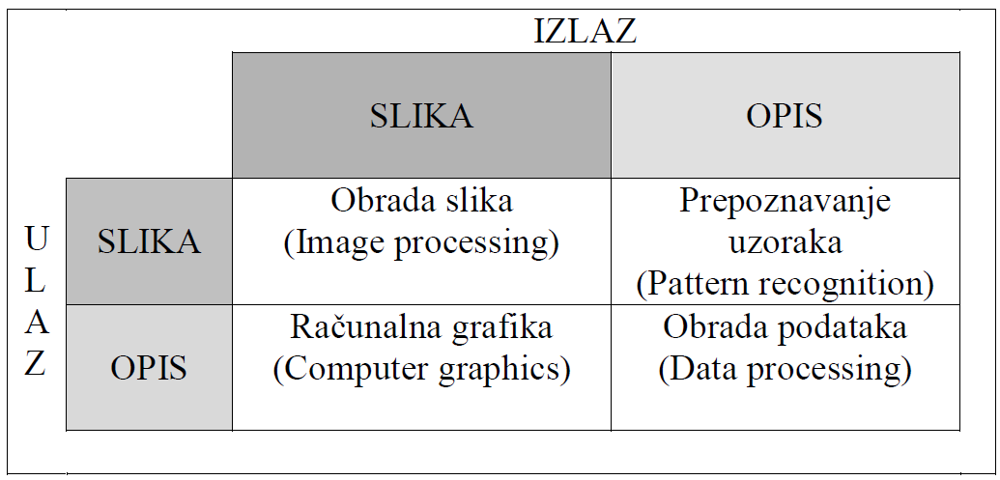 IZLAZ
SLIKA OPIS
ULAZ
SLIKA
Obrada slika
(Image processing)
Prepoznavanje
uzoraka
(Pattern recognition)
OPIS
Računalna grafika
(Computer graphics)
Obrada podataka
(Data processing)